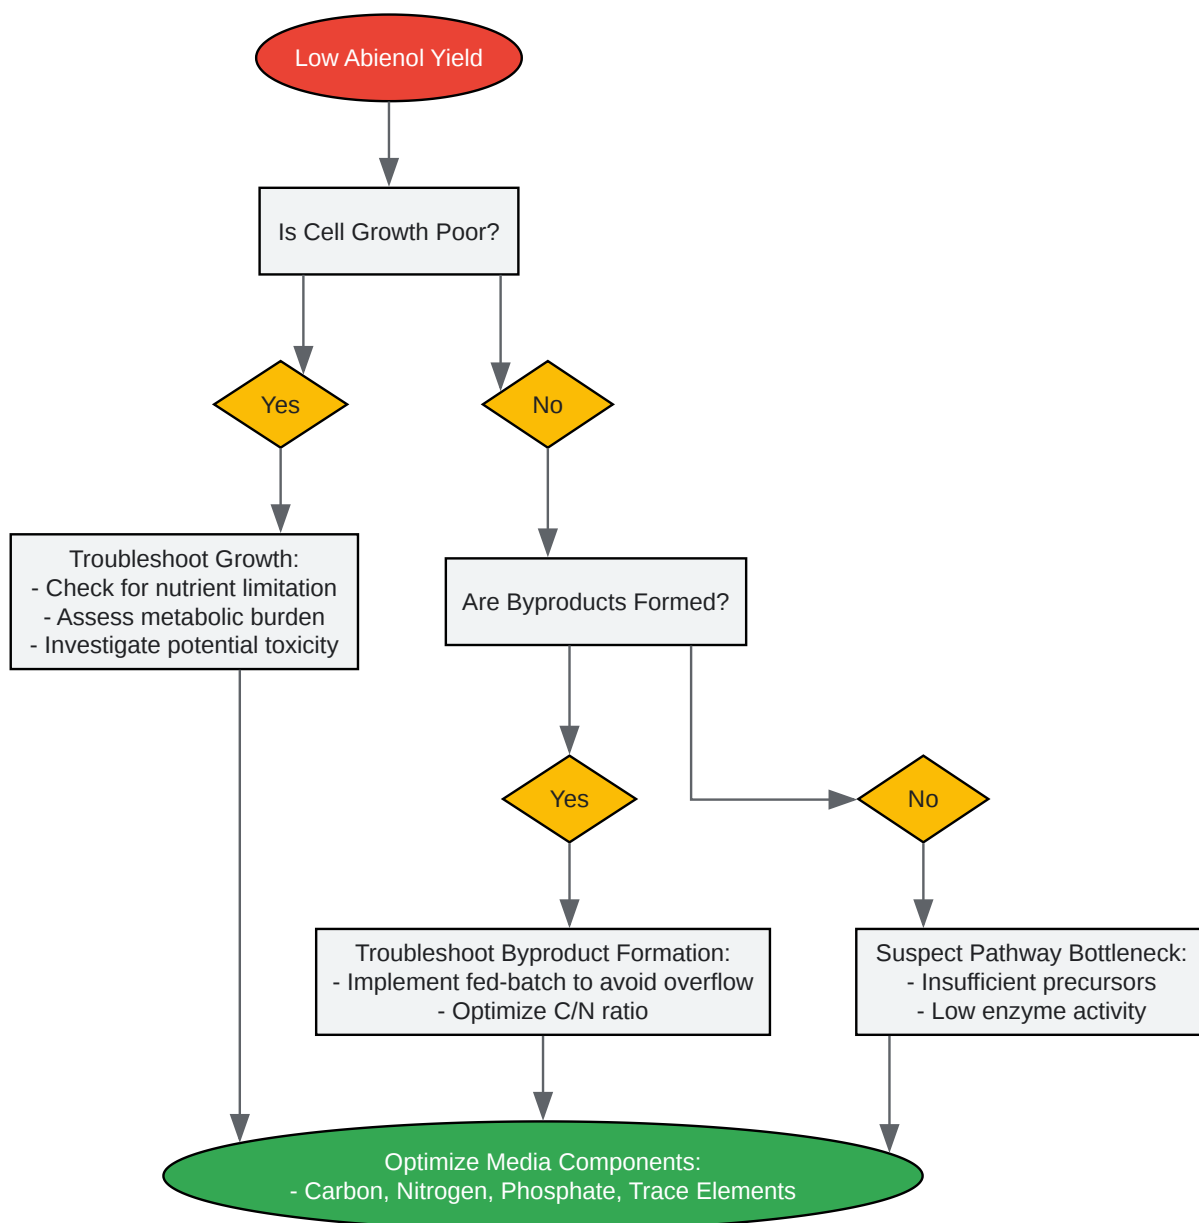 Low Abienol Yield
Is Cell Growth Poor?
Yes
No
Troubleshoot Growth:
- Check for nutrient limitation
- Assess metabolic burden
- Investigate potential toxicity
Are Byproducts Formed?
Yes
No
Troubleshoot Byproduct Formation:
- Implement fed-batch to avoid overflow
- Optimize C/N ratio
Suspect Pathway Bottleneck:
- Insufficient precursors
- Low enzyme activity
Optimize Media Components:
- Carbon, Nitrogen, Phosphate, Trace Elements